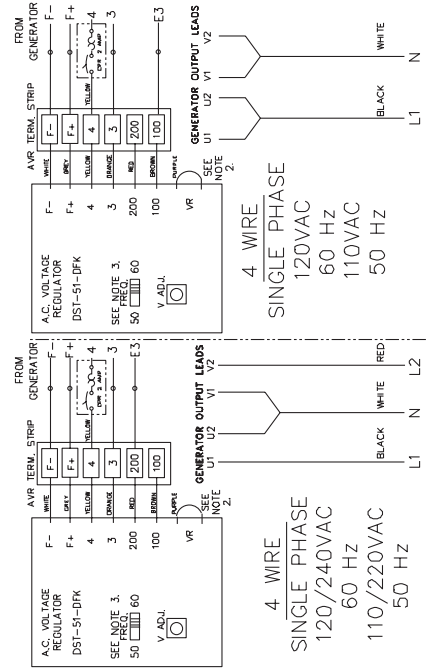 FROM
GENERATOR
AVR TERM. STRIP
WHITE
F-
F-
F-
GREY
F+
F+
F+
YELLOW
4
4
YELLOW
CPR 2 AMP
4
ORANGE
3
3
3
RED
200
200
E3
BROWN
100
100
PURPLE
VR
SEE
NOTE
2.
A.C. VOLTAGE
REGULATOR
DST-51-DFK
SEE NOTE 3.
FREQ.
50 60
V ADJ.
GENERATOR OUTPUT LEADS
U1 U2 V1 V2
BLACK WHITE RED
L1 N L2
4 WIRE
SINGLE PHASE
120/240VAC
60 Hz
110/220VAC
50 Hz
FROM
GENERATOR
AVR TERM. STRIP
WHITE
F-
F-
F-
GREY
F+
F+
F+
YELLOW
4
4
YELLOW
CPR 2 AMP
4
ORANGE
3
3
3
RED
200
200
BROWN
100
100
E3
PURPLE
VR
SEE
NOTE
2.
A.C. VOLTAGE
REGULATOR
DST-51-DFK
SEE NOTE 3.
FREQ.
50 60
V ADJ.
GENERATOR OUTPUT LEADS
U1 U2 V1 V2
BLACK WHITE
L1 N
4 WIRE
SINGLE PHASE
120VAC
60 Hz
110VAC
50 Hz